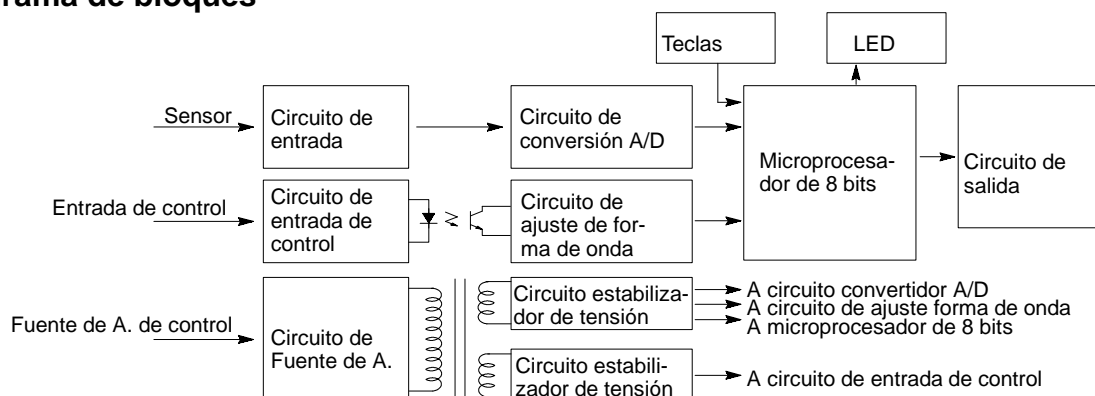 rama de bloques
Teclas
LED
Sensor
Circuito de
entrada
Circuito de
conversión A/D
Microprocesa-
dor de 8 bits
Circuito de
salida
Entrada de control
Circuito de
entrada de
control
Circuito de
ajuste de for-
ma de onda
Fuente de A. de control
Circuito de
Fuente de A.
Circuito estabiliza-
dor de tensión
A circuito convertidor A/D
A circuito de ajuste forma de onda
A microprocesador de 8 bits
Circuito estabili-
zador de tensión
A circuito de entrada de control